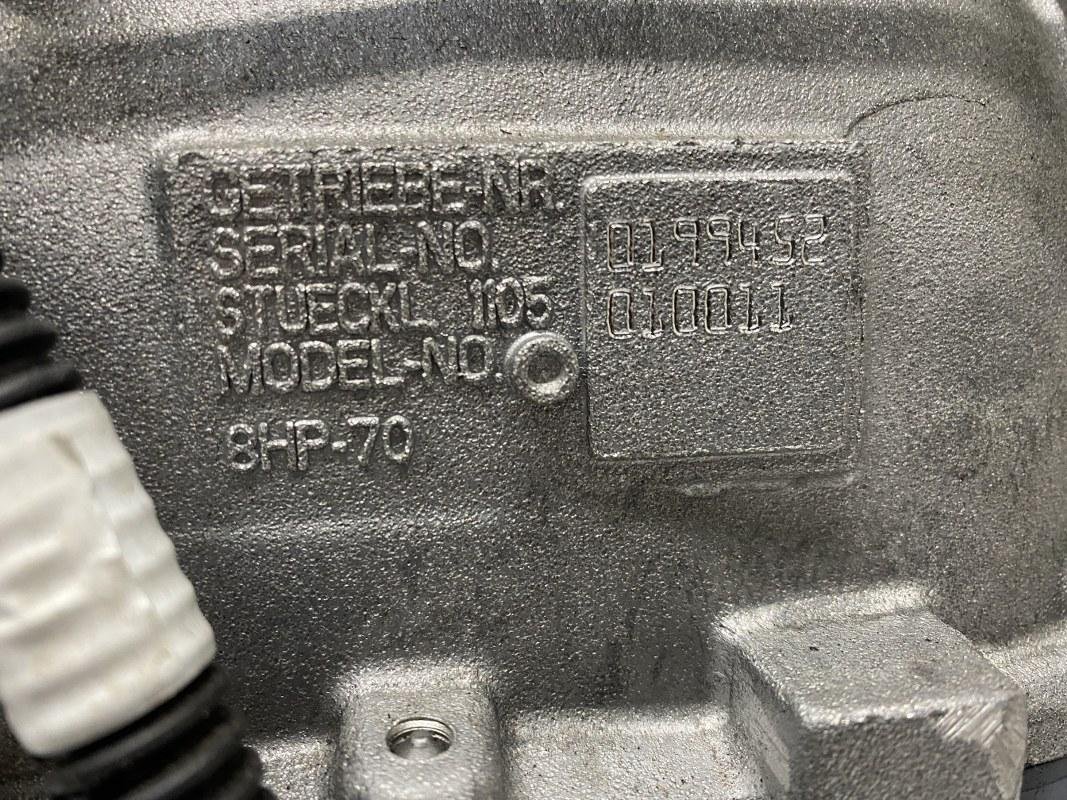 GETRIEBE-NR.
SERIAL-NO. 0199452
STUECKL. 1105 010011
MODEL-NO.
8HP-70